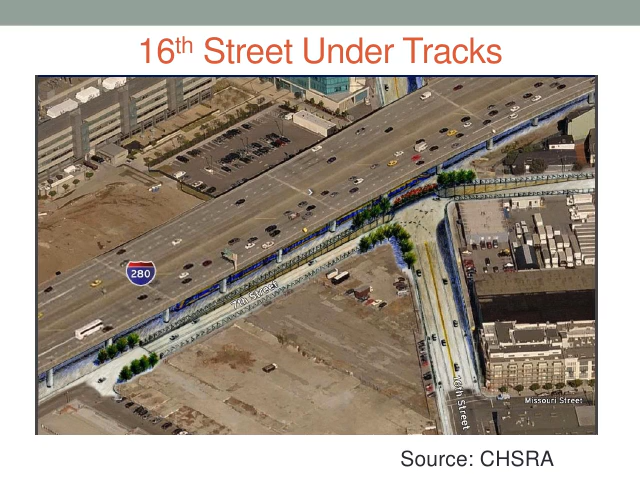 16th Street Under Tracks
280
7th Street
16th Street
Missouri Street
Source: CHSRA